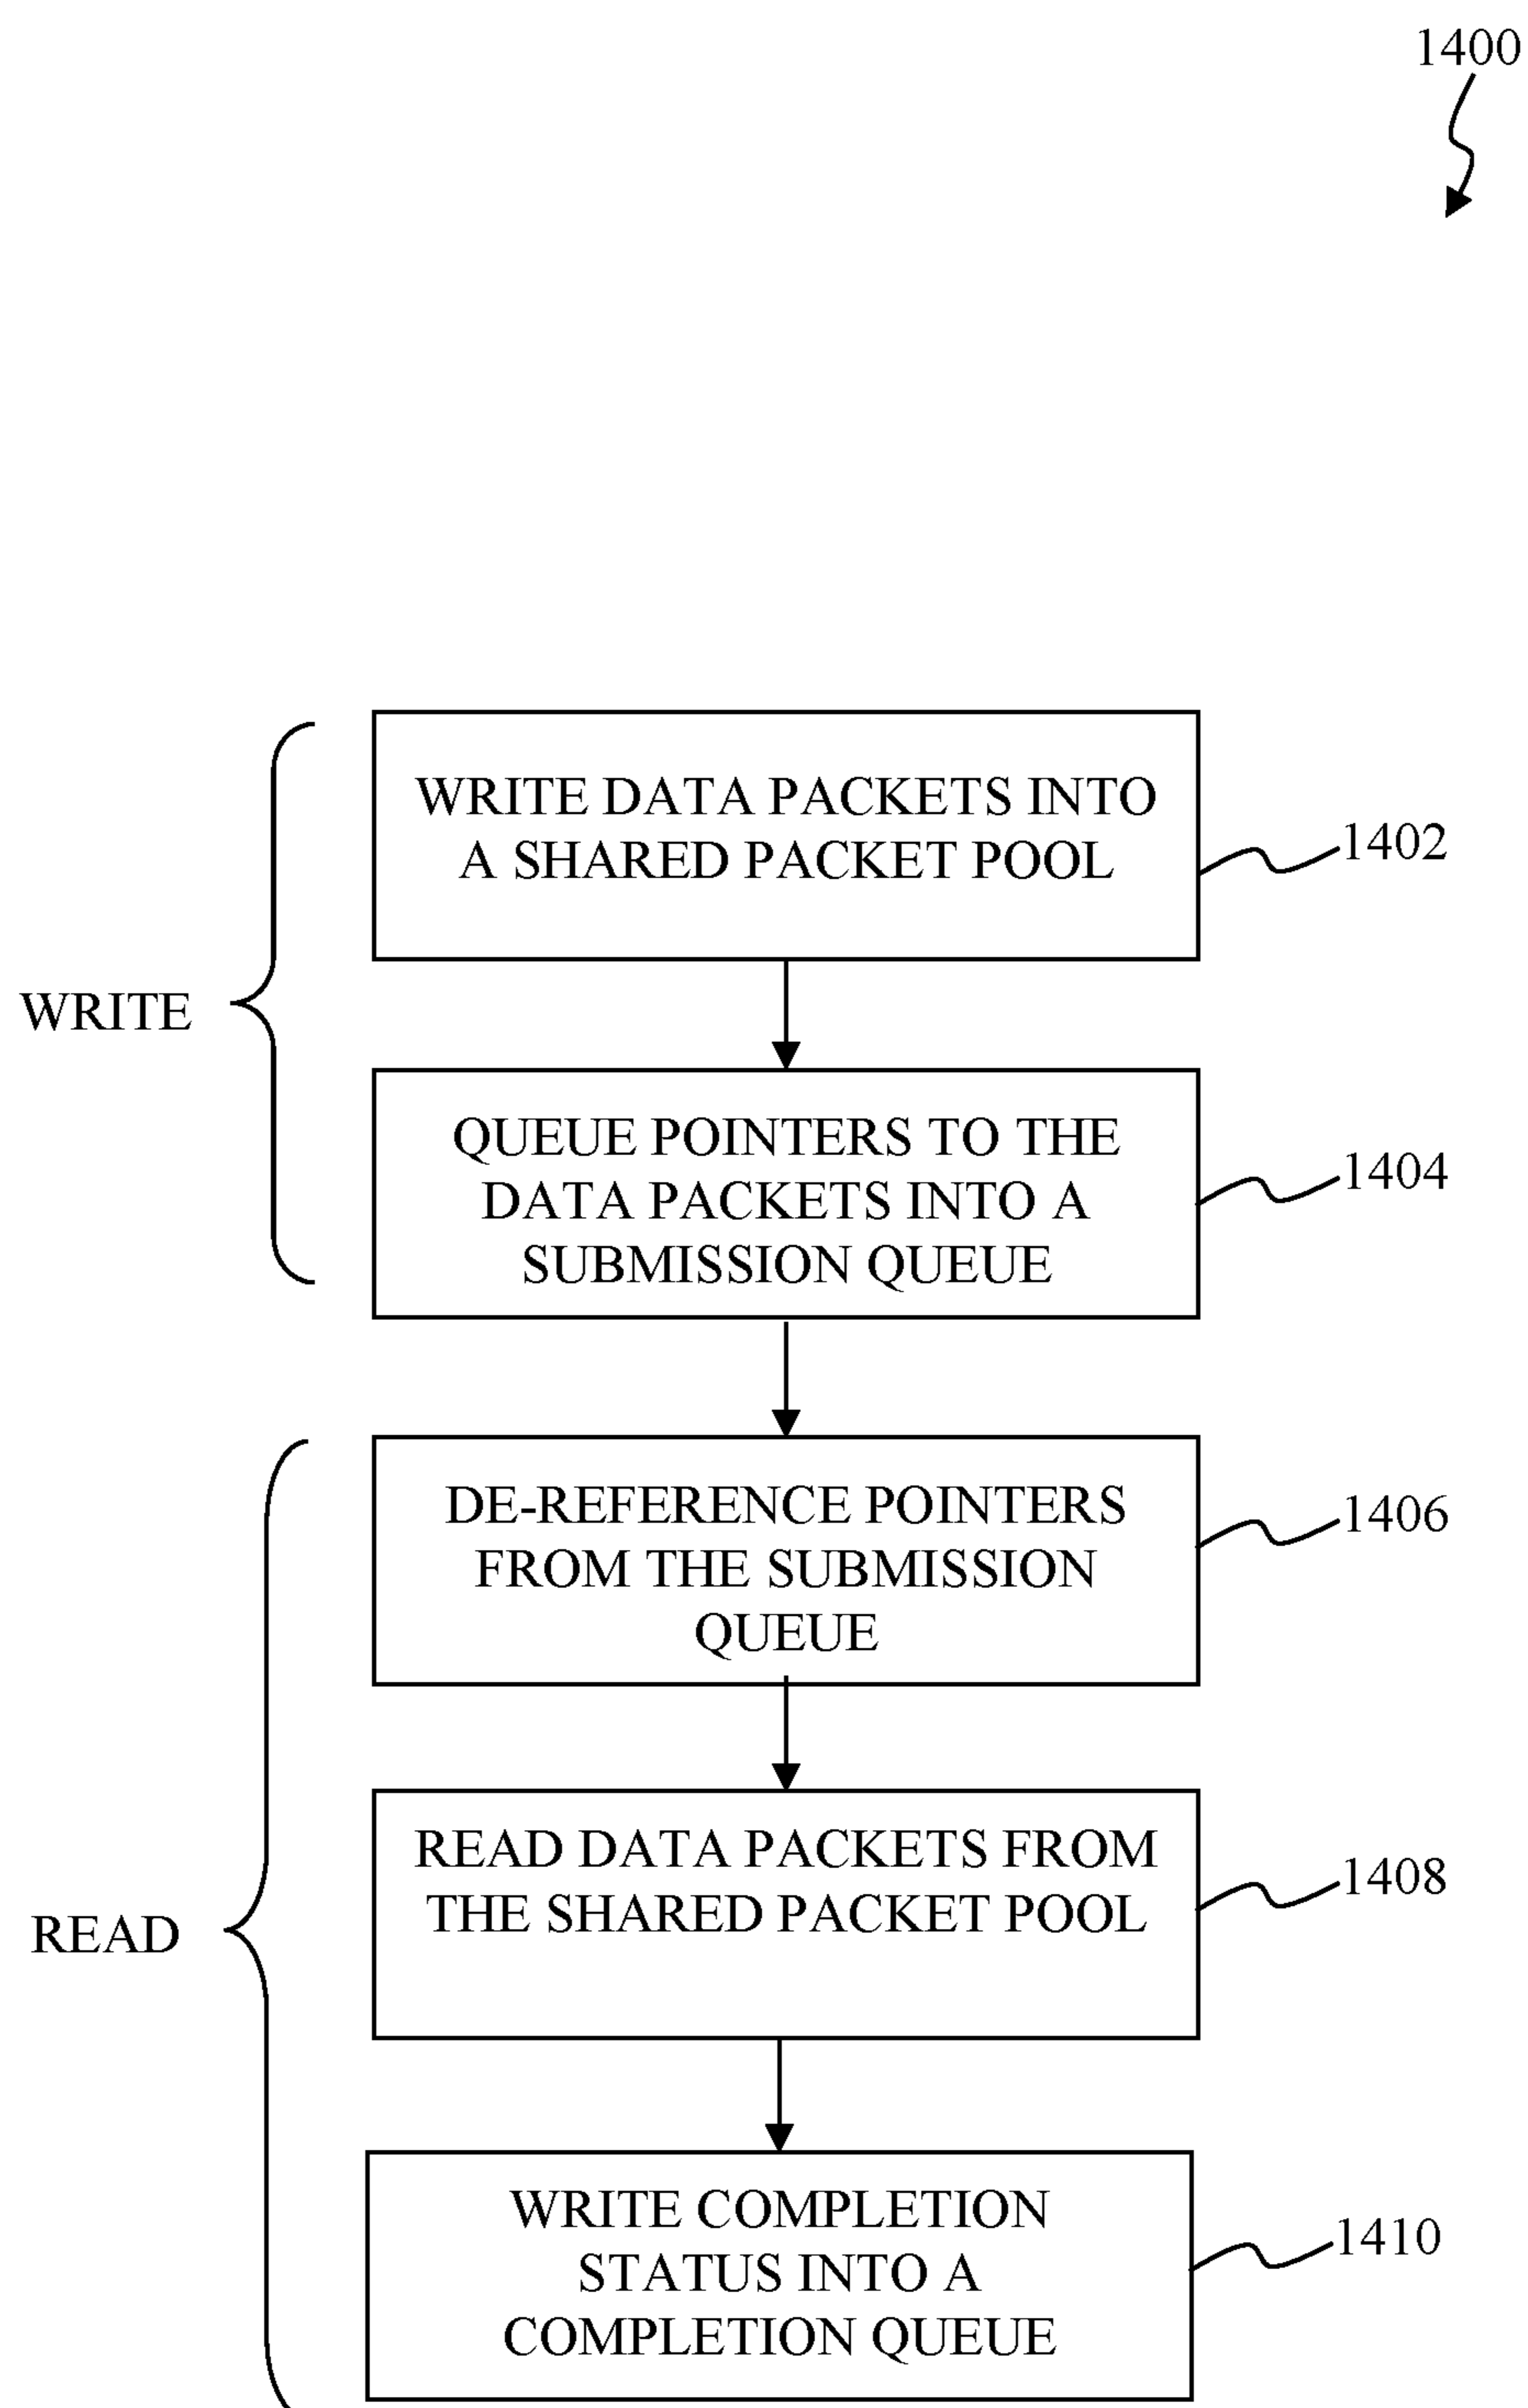 1400
WRITE DATA PACKETS INTO
A SHARED PACKET POOL
1402
WRITE
QUEUE POINTERS TO THE
DATA PACKETS INTO A
SUBMISSION QUEUE
1404
DE-REFERENCE POINTERS
FROM THE SUBMISSION
QUEUE
1406
READ DATA PACKETS FROM
THE SHARED PACKET POOL
1408
READ
WRITE COMPLETION
STATUS INTO A
COMPLETION QUEUE
1410